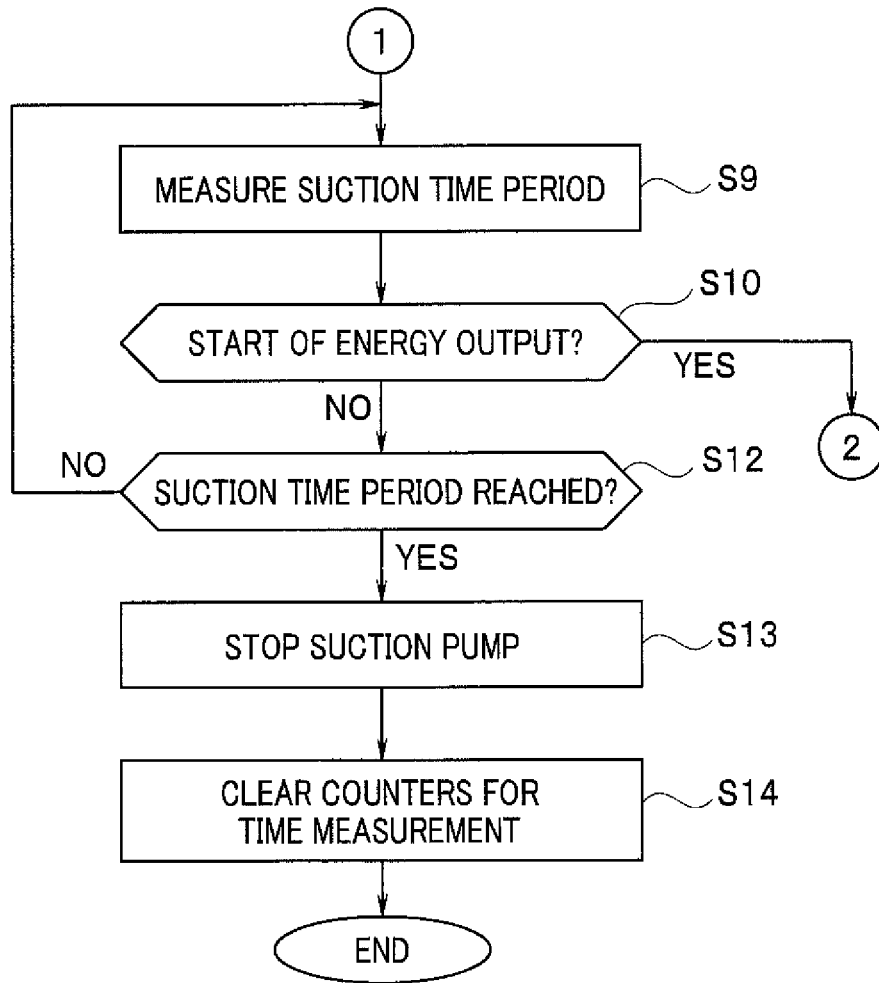 1
MEASURE SUCTION TIME PERIOD
S9
S10
START OF ENERGY OUTPUT?
YES
NO
2
NO
S12
SUCTION TIME PERIOD REACHED?
YES
STOP SUCTION PUMP
S13
CLEAR COUNTERS FOR
TIME MEASUREMENT
S14
END